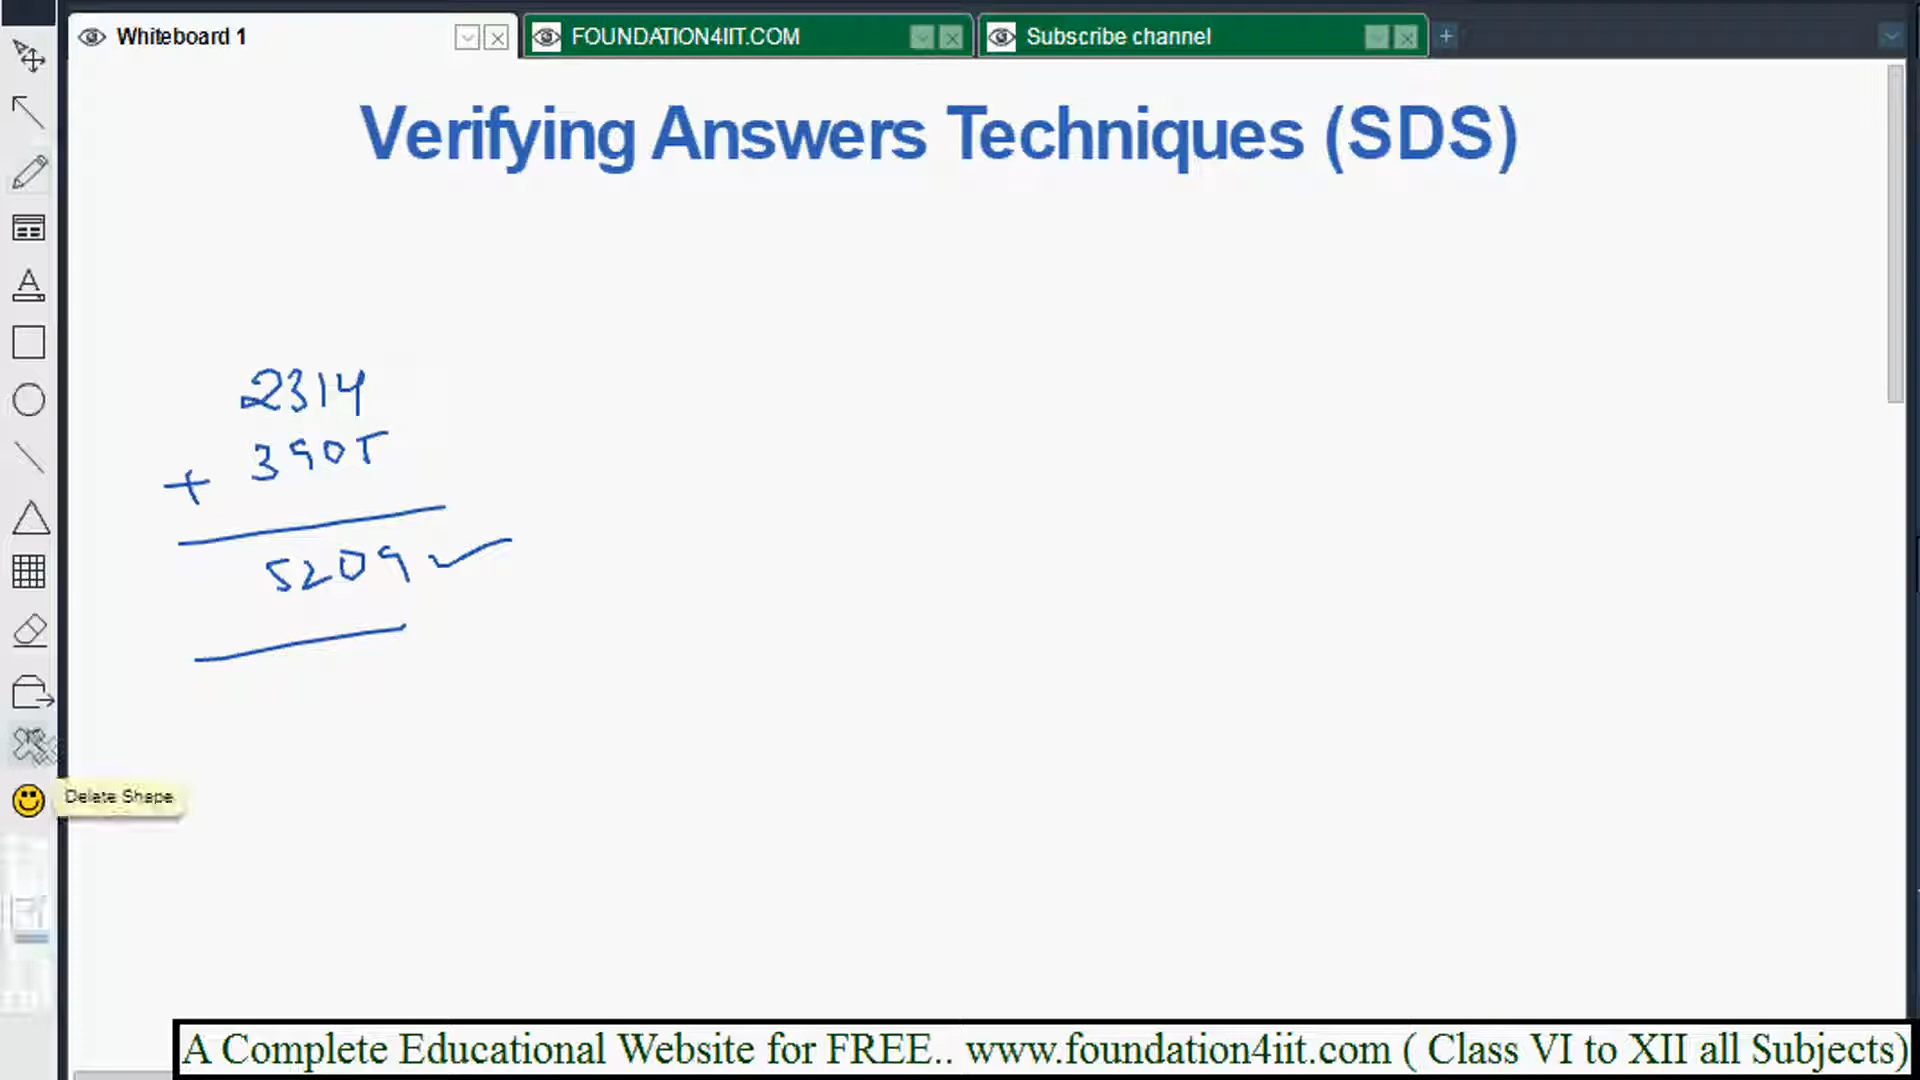 Whiteboard 1
FOUNDATION4IIT.COM
Subscribe channel
Verifying Answers Techniques (SDS)
2314
+ 3905
5209
Delete Shape
A Complete Educational Website for FREE.. www.foundation4iit.com ( Class VI to XII all Subjects)